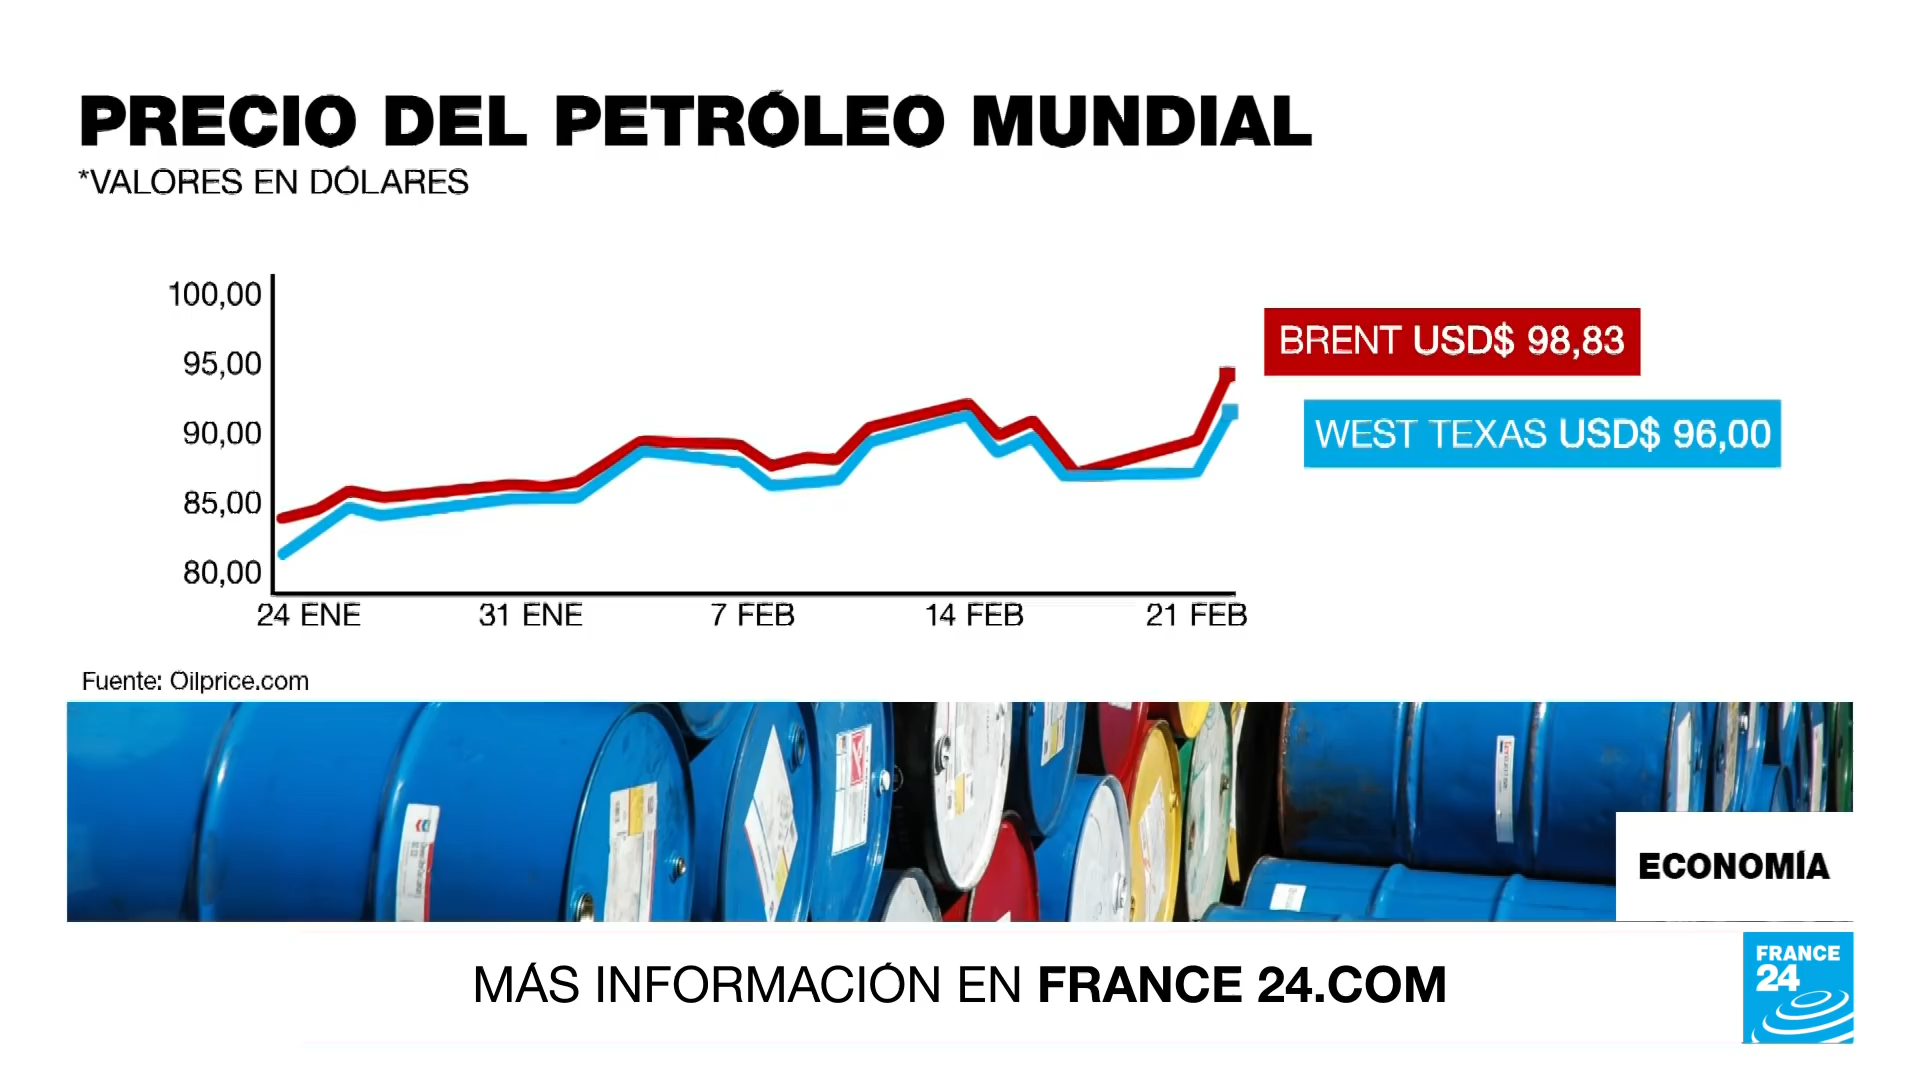 PRECIO DEL PETRÓLEO MUNDIAL
*VALORES EN DÓLARES
100,00
95,00
90,00
85,00
80,00
24 ENE 31 ENE 7 FEB 14 FEB 21 FEB
BRENT USD$ 98,83
WEST TEXAS USD$ 96,00
Fuente: Oilprice.com
ECONOMÍA
MÁS INFORMACIÓN EN FRANCE 24.COM
FRANCE
24